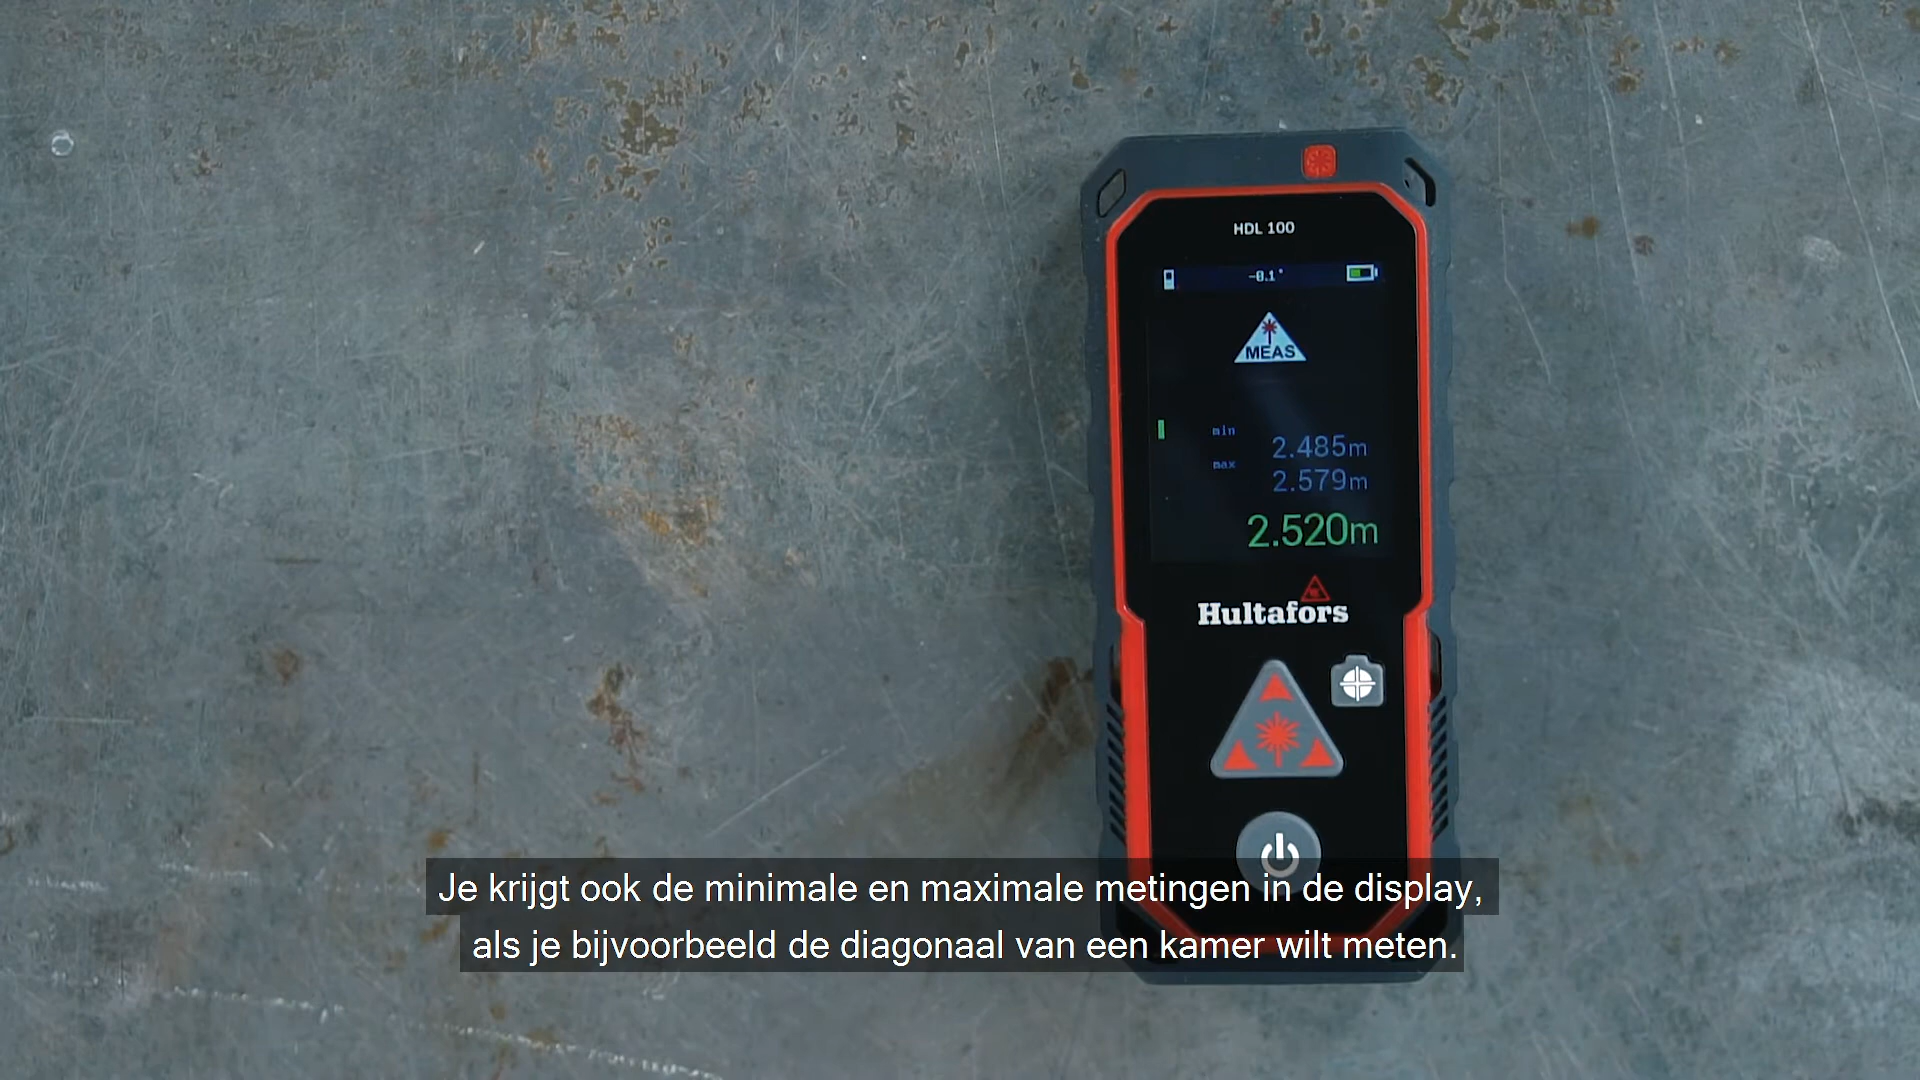 HDL 100
-0.1°
MEAS
min 2.485m
max 2.579m
2.520m
Hultafors
Je krijgt ook de minimale en maximale metingen in de display,
als je bijvoorbeeld de diagonaal van een kamer wilt meten.